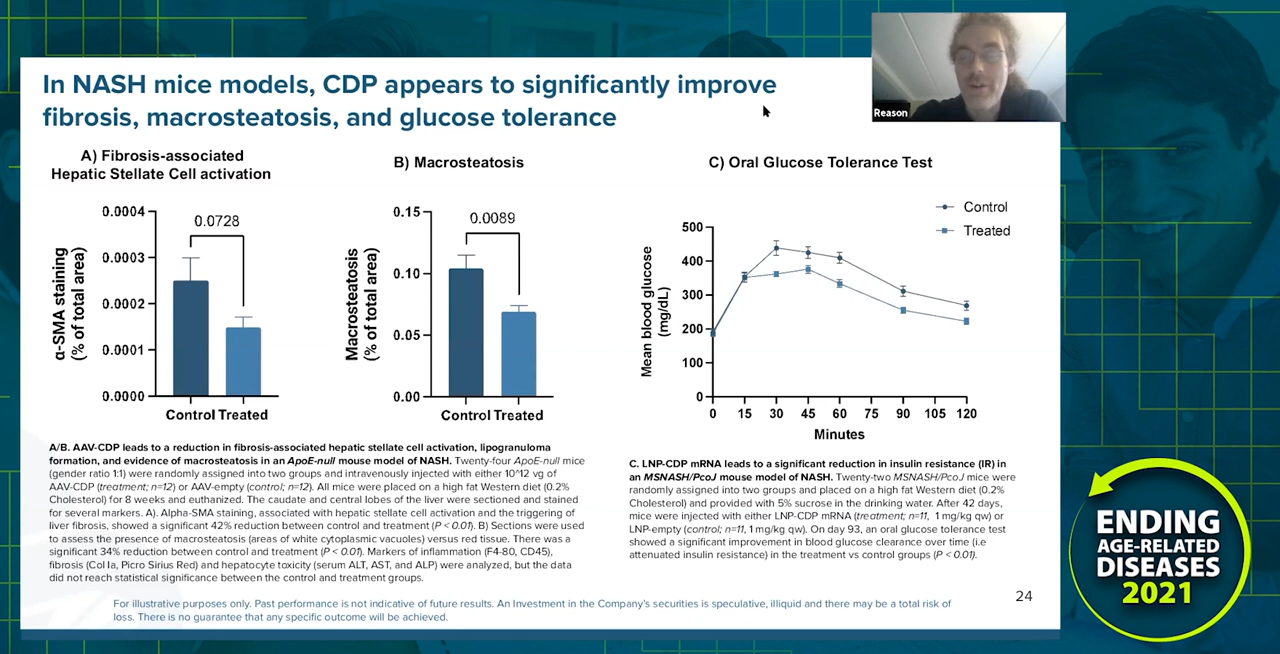 In NASH mice models, CDP appears to significantly improve
fibrosis, macrosteatosis, and glucose tolerance
Reason
A) Fibrosis-associated
Hepatic Stellate Cell activation
α-SMA staining
(% of total area)
0.0004
0.0003
0.0002
0.0001
0.0000
0.0728
Control Treated
B) Macrosteatosis
Macrosteatosis
(% of total area)
0.15
0.10
0.05
0.00
0.0089
Control Treated
C) Oral Glucose Tolerance Test
Control
Treated
Mean blood glucose
(mg/dL)
500
400
300
200
100
0
0 15 30 45 60 75 90 105 120
Minutes
A/B. AAV-CDP leads to a reduction in fibrosis-associated hepatic stellate cell activation, lipogranuloma
formation, and evidence of macrosteatosis in an ApoE-null mouse model of NASH. Twenty-four ApoE-null mice
(gender ratio 1:1) were randomly assigned into two groups and intravenously injected with either 10^12 vg of
AAV-CDP (treatment; n=12) or AAV-empty (control; n=12). All mice were placed on a high fat Western diet (0.2%
Cholesterol) for 8 weeks and euthanized. The caudate and central lobes of the liver were sectioned and stained
for several markers. A). Alpha-SMA staining, associated with hepatic stellate cell activation and the triggering of
liver fibrosis, showed a significant 42% reduction between control and treatment (P < 0.01). B) Sections were used
to assess the presence of macrosteatosis (areas of white cytoplasmic vacuoles) versus red tissue. There was a
significant 34% reduction between control and treatment (P < 0.01). Markers of inflammation (F4-80, CD45),
fibrosis (Col Ia, Picro Sirius Red) and hepatocyte toxicity (serum ALT, AST, and ALP) were analyzed, but the data
did not reach statistical significance between the control and treatment groups.
C. LNP-CDP mRNA leads to a significant reduction in insulin resistance (IR) in
an MSNASH/PcoJ mouse model of NASH. Twenty-two MSNASH/PcoJ mice were
randomly assigned into two groups and placed on a high fat Western diet (0.2%
Cholesterol) and provided with 5% sucrose in the drinking water. After 42 days,
mice were injected with either LNP-CDP mRNA (treatment; n=11, 1 mg/kg qw) or
LNP-empty (control; n=11, 1 mg/kg qw). On day 93, an oral glucose tolerance test
showed a significant improvement in blood glucose clearance over time (i.e
attenuated insulin resistance) in the treatment vs control groups (P < 0.01).
24
For illustrative purposes only. Past performance is not indicative of future results. An Investment in the Company's securities is speculative, illiquid and there may be a total risk of
loss. There is no guarantee that any specific outcome will be achieved.
ENDING
AGE-RELATED
DISEASES
2021